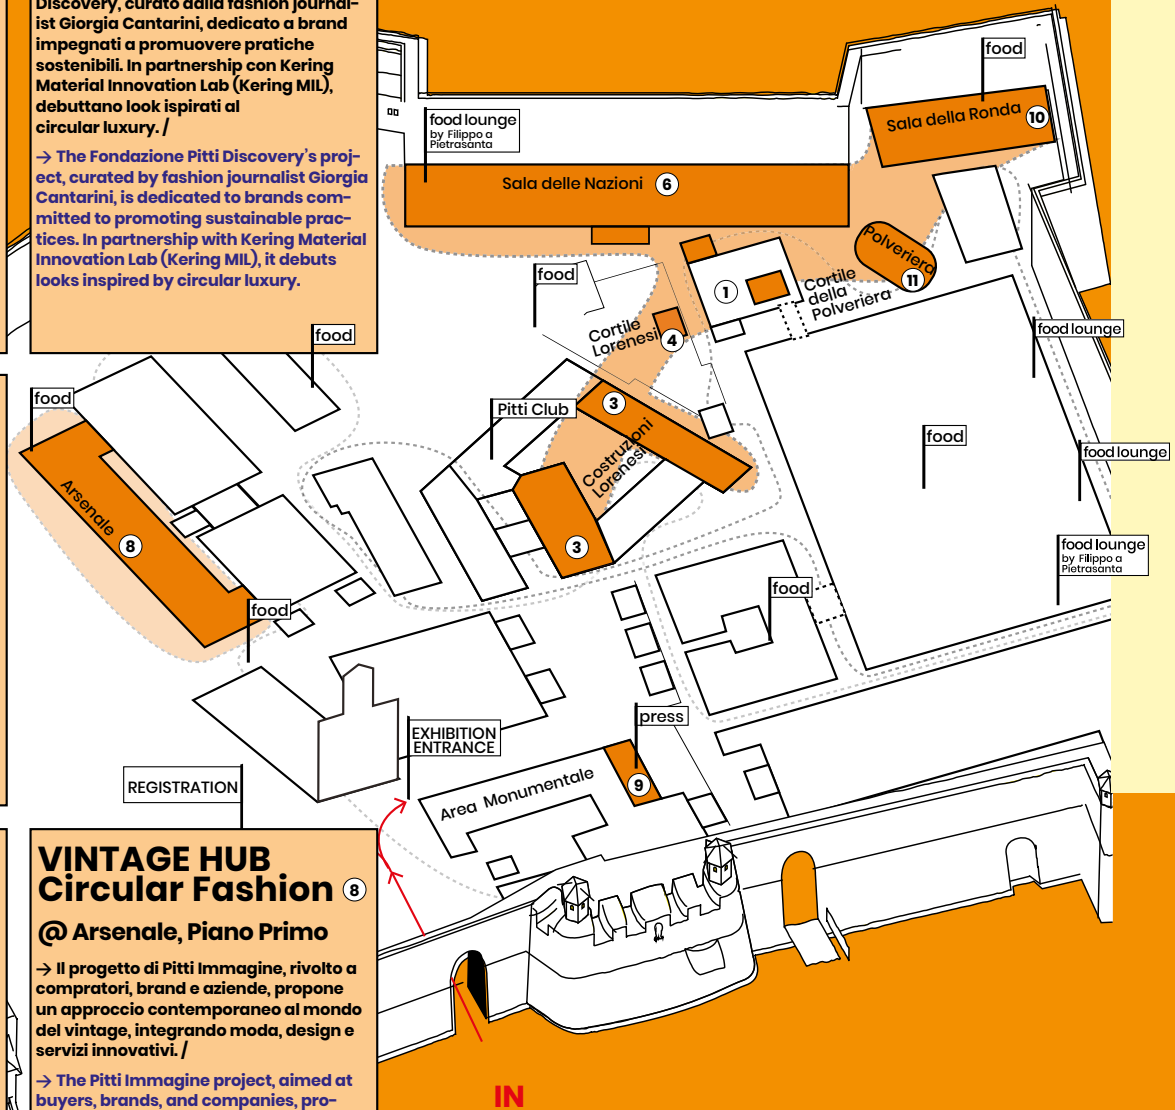 Discovery, curato dalla fashion journal-
ist Giorgia Cantarini, dedicato a brand
impegnati a promuovere pratiche
sostenibili. In partnership con Kering
Material Innovation Lab (Kering MIL),
debuttano look ispirati al
circular luxury. /
→ The Fondazione Pitti Discovery’s proj-
ect, curated by fashion journalist Giorgia
Cantarini, is dedicated to brands com-
mitted to promoting sustainable prac-
tices. In partnership with Kering Material
Innovation Lab (Kering MIL), it debuts
looks inspired by circular luxury.
food
food lounge
by Filippo a
Pietrasanta
Sala della Ronda 10
Sala delle Nazioni 6
Polveriera
11
1
Cortile
della
Polveriera
food
Cortile
Lorenesi
4
food lounge
food
food
Pitti Club
3
Costruzioni
Lorenesi
3
food
food lounge
Arsenale
8
food lounge
by Filippo a
Pietrasanta
food
food
press
EXHIBITION
ENTRANCE
REGISTRATION
Area Monumentale
9
VINTAGE HUB
Circular Fashion 8
@ Arsenale, Piano Primo
→ Il progetto di Pitti Immagine, rivolto a
compratori, brand e aziende, propone
un approccio contemporaneo al mondo
del vintage, integrando moda, design e
servizi innovativi. /
→ The Pitti Immagine project, aimed at
buyers, brands, and companies, pro-
IN